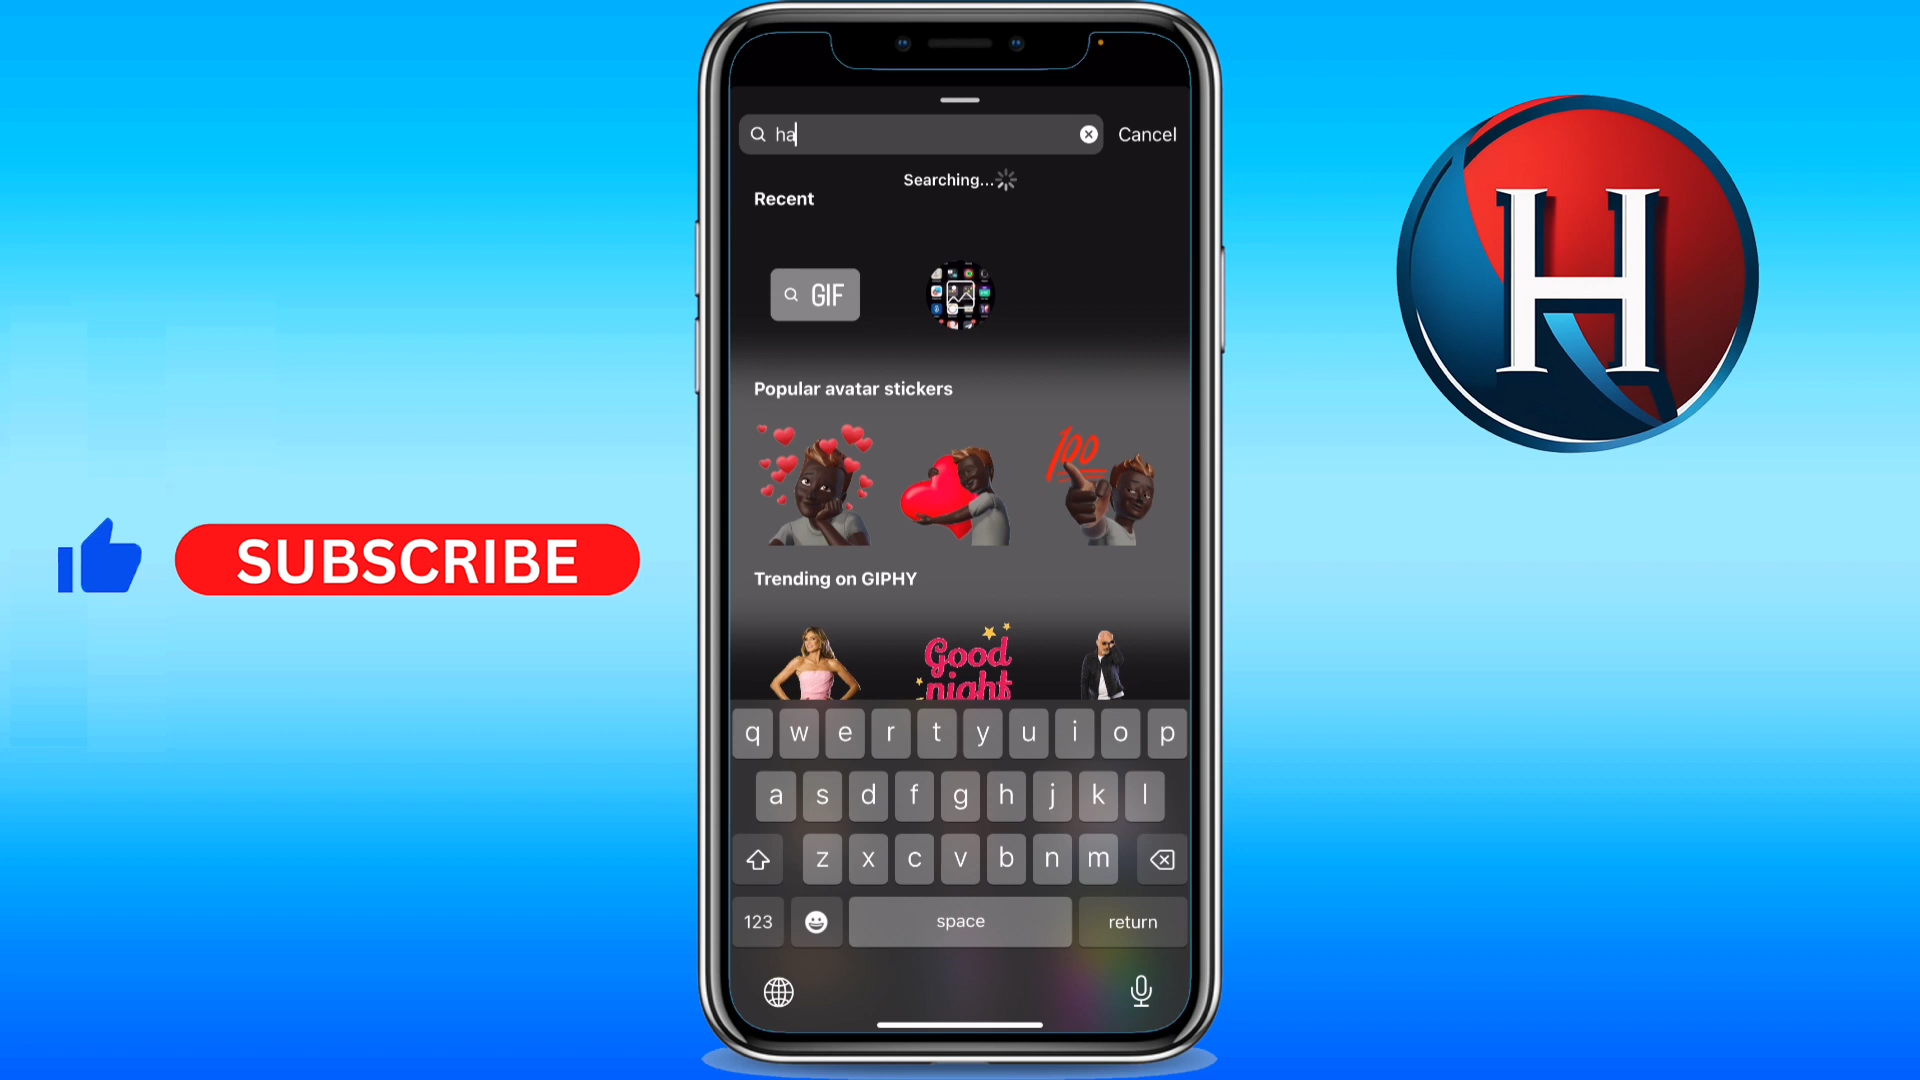 ha
Cancel
Searching...
Recent
GIF
Popular avatar stickers
100
Trending on GIPHY
Good
night
q w e r t y u i o p
a s d f g h j k l
z x c v b n m
123 space return
SUBSCRIBE
H